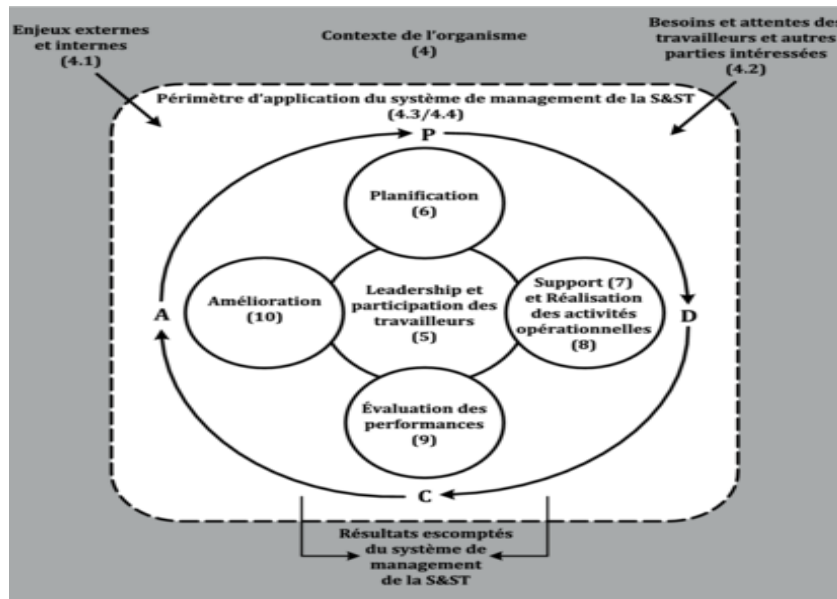 Enjeux externes
et internes
(4.1)
Contexte de l'organisme
(4)
Besoins et attentes des
travailleurs et autres
parties intéressées
(4.2)
Périmètre d'application du système de management de la S&ST
(4.3/4.4)
P
Planification
(6)
A
Amélioration
(10)
Leadership et
participation des
travailleurs
(5)
Support (7)
et Réalisation
des activités
opérationnelles
(8)
D
Évaluation des
performances
(9)
C
Résultats escomptés
du système de
management
de la S&ST